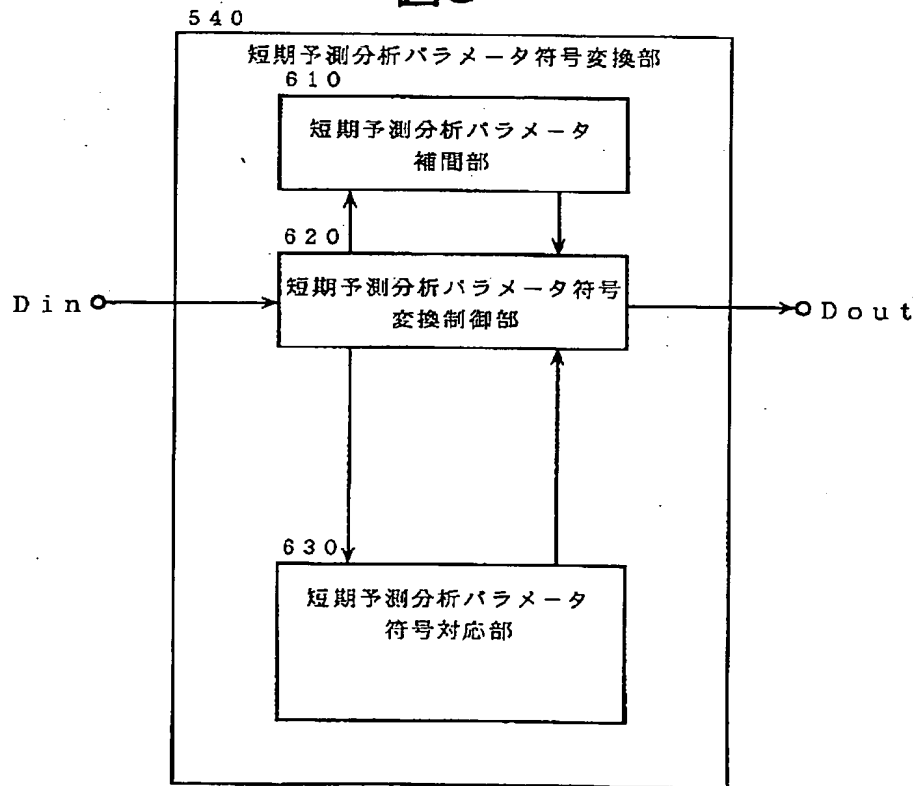 540
短期予測分析パラメータ符号変換部
610
短期予測分析パラメータ
補間部
620
短期予測分析パラメータ符号
変換制御部
Din
Dout
630
短期予測分析パラメータ
符号対応部